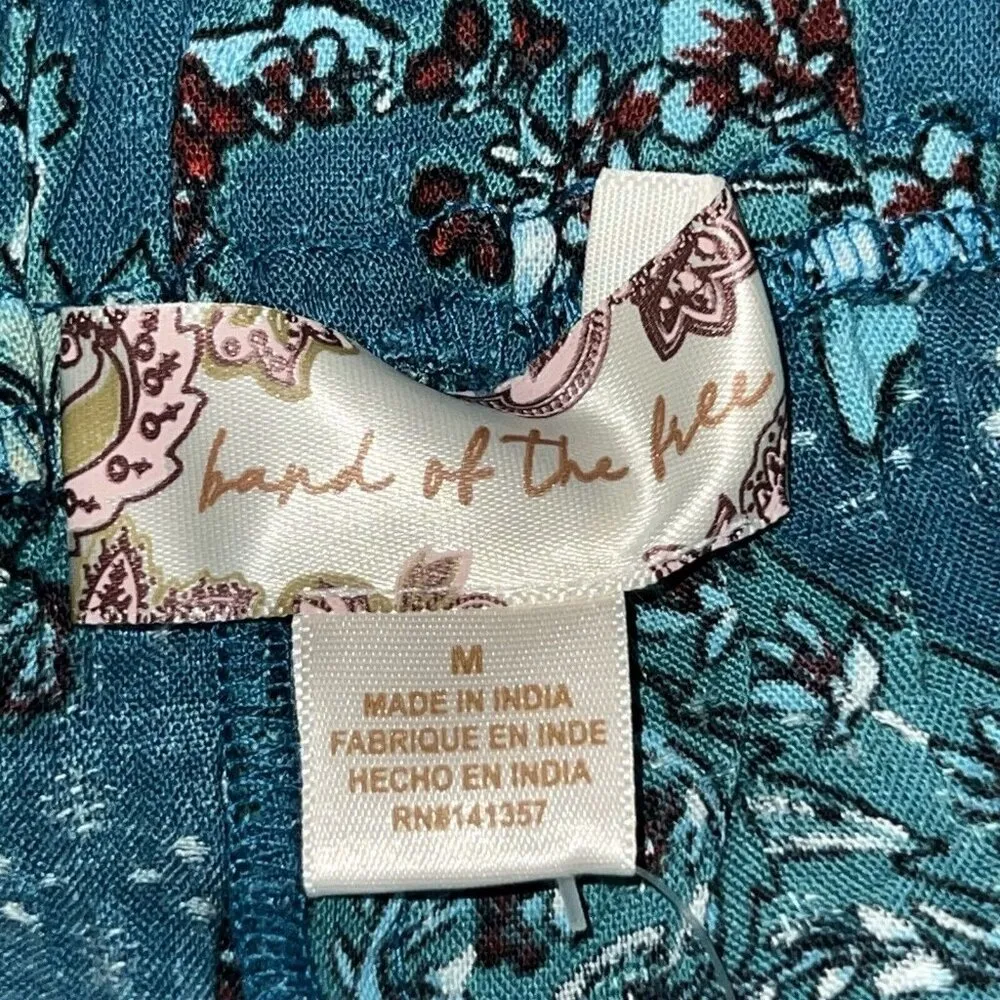 band of the free
M
MADE IN INDIA
FABRIQUE EN INDE
HECHO EN INDIA
RN#141357